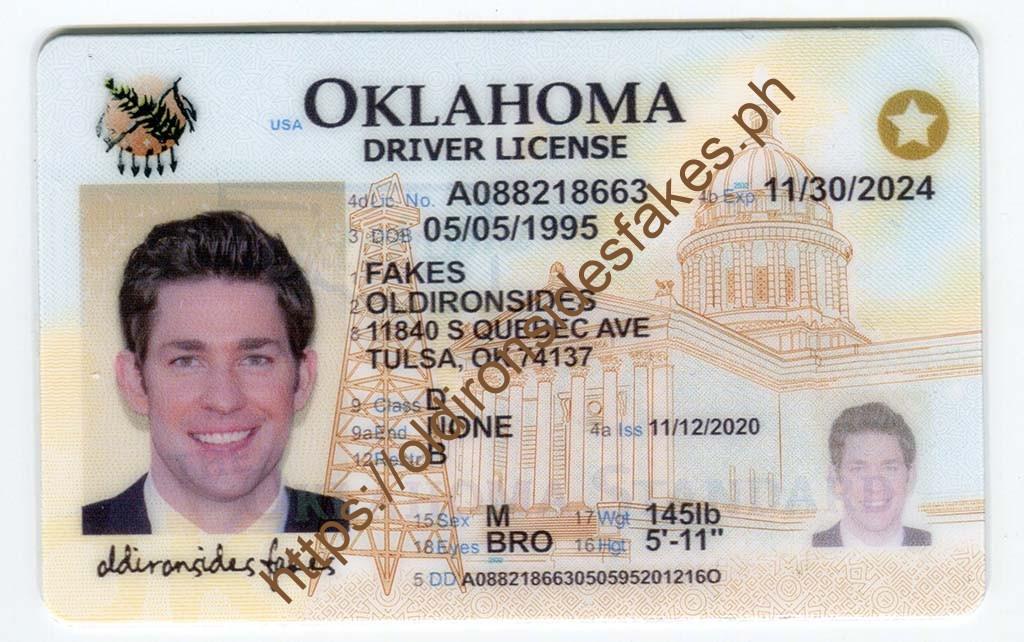 USA OKLAHOMA
DRIVER LICENSE
4d Lic. No. A088218663 4b Exp 11/30/2024
3 DOB 05/05/1995
1 FAKES
2 OLDIRONSIDES
8 11840 S QUEBEC AVE
TULSA, OK 74137
9 Class D
9a End NONE 4a Iss 11/12/2020
12 Restr B
15 Sex M 17 Wgt 145lb
18 Eyes BRO 16 Hgt 5'-11"
5 DD A0882186630505952012160
oldironsides fakes
https://oldironsidesfakes.ph